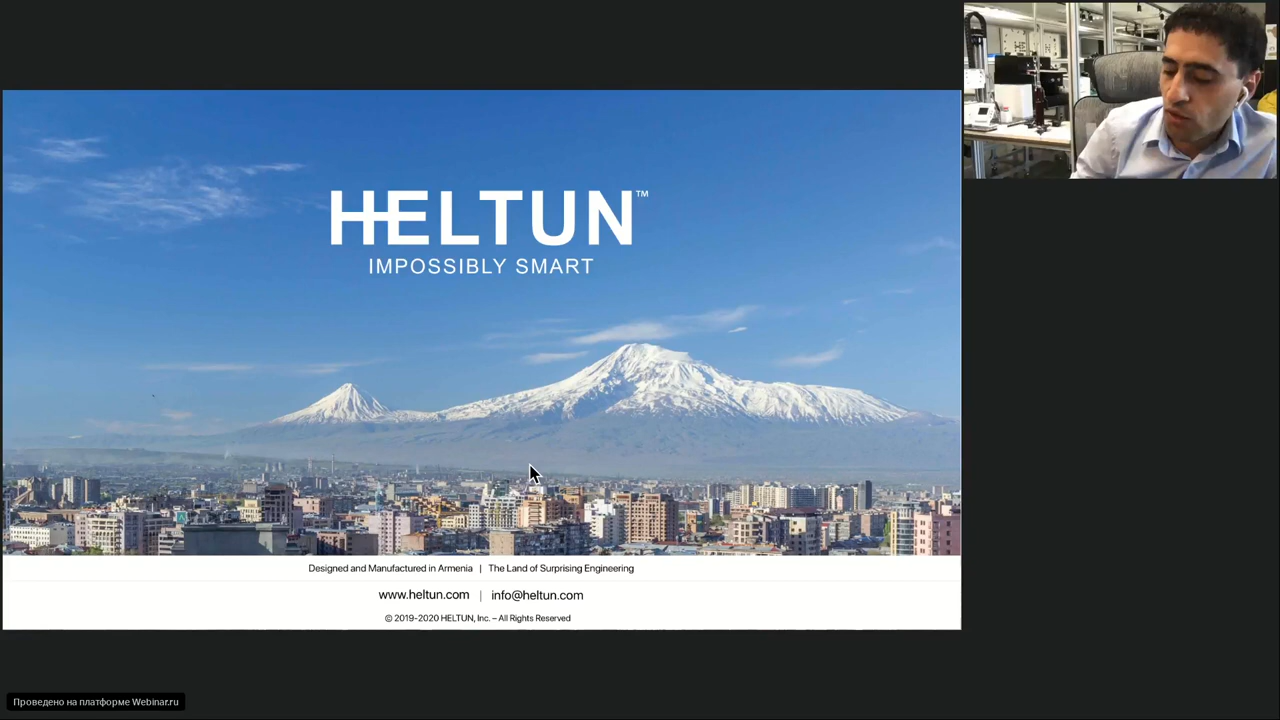 HELTUN™
IMPOSSIBLY SMART
Designed and Manufactured in Armenia | The Land of Surprising Engineering
www.heltun.com | info@heltun.com
© 2019-2020 HELTUN, Inc. – All Rights Reserved
Проведено на платформе Webinar.ru